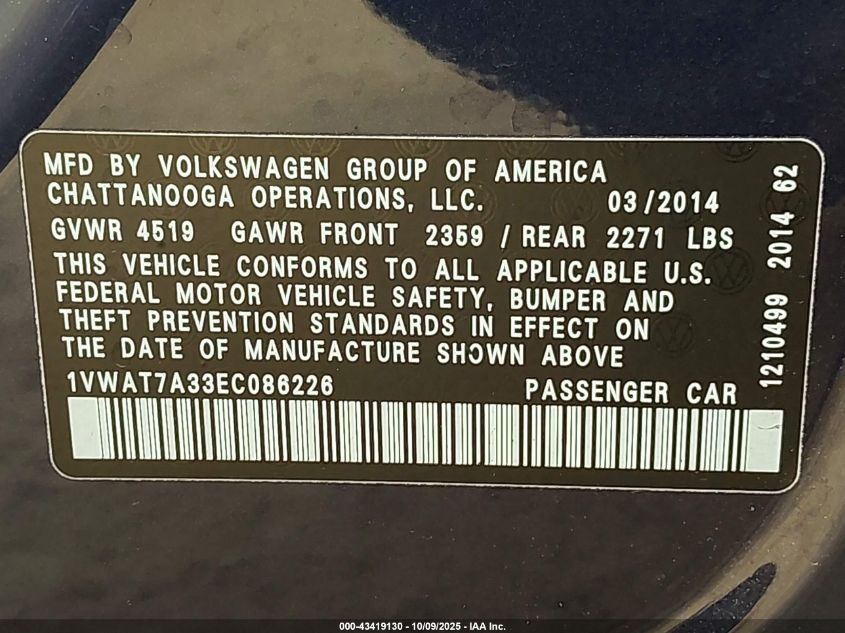 MFD BY VOLKSWAGEN GROUP OF AMERICA
CHATTANOOGA OPERATIONS, LLC. 03/2014
GVWR 4519 GAWR FRONT 2359 / REAR 2271 LBS
THIS VEHICLE CONFORMS TO ALL APPLICABLE U.S.
FEDERAL MOTOR VEHICLE SAFETY, BUMPER AND
THEFT PREVENTION STANDARDS IN EFFECT ON
THE DATE OF MANUFACTURE SHOWN ABOVE
1VWAT7A33EC086226 PASSENGER CAR
1210499 2014 62
000-43419130 - 10/09/2025 - IAA Inc.